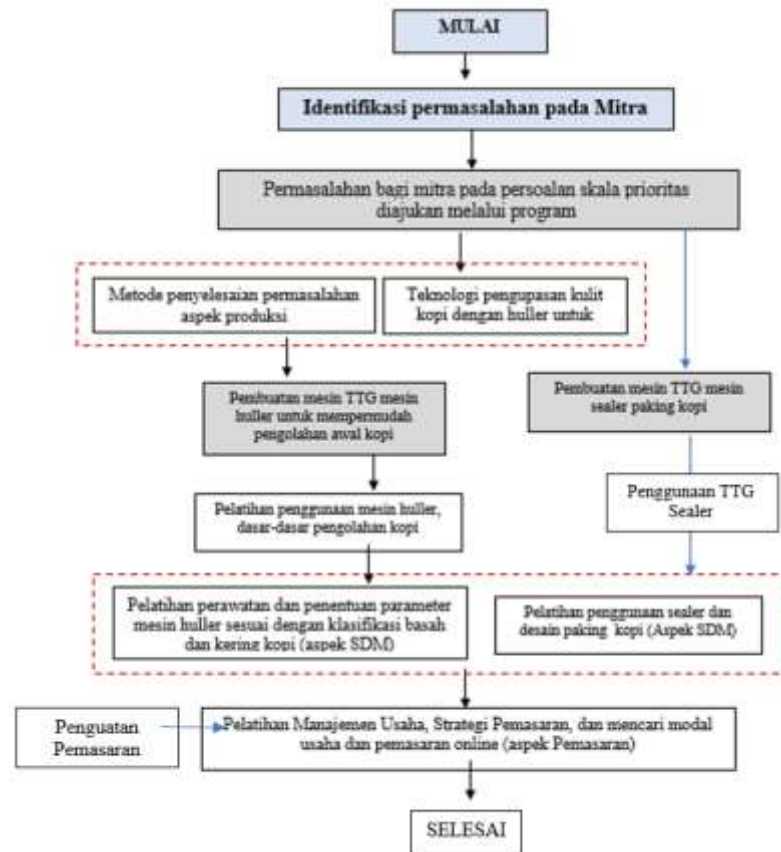 MULAI
Identifikasi permasalahan pada Mitra
Permasalahan bagi mitra pada persoalan skala prioritas
diajukan melalui program
Metode penyelesaian permasalahan
aspek produksi
Teknologi pengupasan kulit
kopi dengan huller untuk
Pembuatan mesin TTG mesin
huller untuk mempermudah
pengolahan awal kopi
Pembuatan mesin TTG mesin
sealer paking kopi
Pelatihan penggunaan mesin huller,
dasar-dasar pengolahan kopi
Penggunaan TTG
Sealer
Pelatihan perawatan dan penentuan parameter
mesin huller sesuai dengan klasifikasi basah
dan kering kopi (aspek SDM)
Pelatihan penggunaan sealer dan
desain paking kopi (Aspek SDM)
Penguatan
Pemasaran
Pelatihan Manajemen Usaha, Strategi Pemasaran, dan mencari modal
usaha dan pemasaran online (aspek Pemasaran)
SELESAI